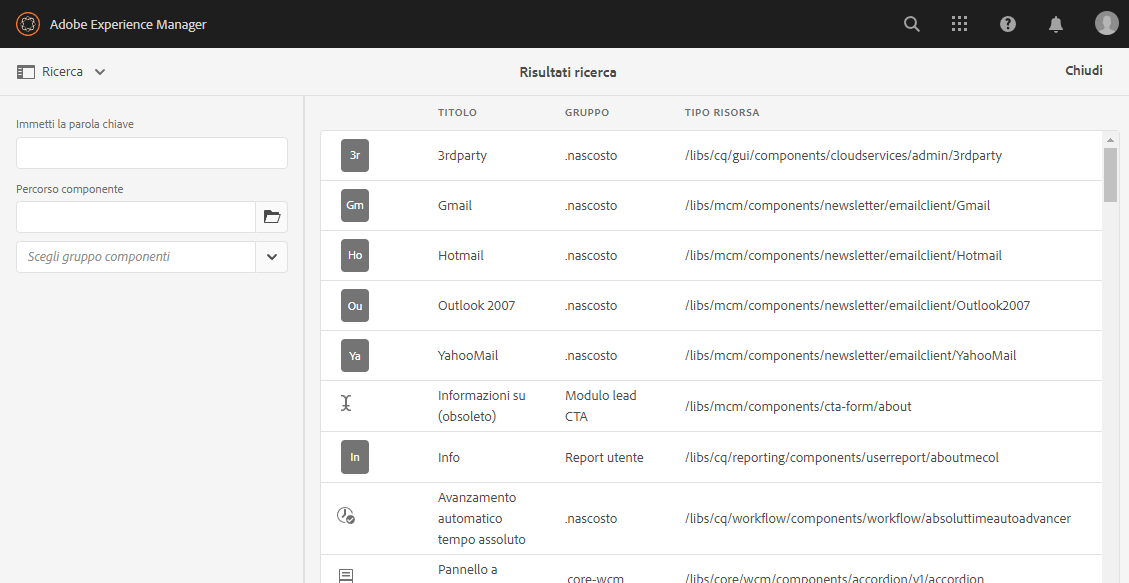 Adobe Experience Manager
Ricerca
Risultati ricerca
Chiudi
Immetti la parola chiave
Percorso componente
Scegli gruppo componenti
TITOLO GRUPPO TIPO RISORSA
3r 3rdparty .nascosto /libs/cq/gui/components/cloudservices/admin/3rdparty
Gm Gmail .nascosto /libs/mcm/components/newsletter/emailclient/Gmail
Ho Hotmail .nascosto /libs/mcm/components/newsletter/emailclient/Hotmail
Ou Outlook 2007 .nascosto /libs/mcm/components/newsletter/emailclient/Outlook2007
Ya YahooMail .nascosto /libs/mcm/components/newsletter/emailclient/YahooMail
Informazioni su
(obsoleto)
Modulo lead
CTA
/libs/mcm/components/cta-form/about
In Info Report utente /libs/cq/reporting/components/userreport/aboutmecol
Avanzamento
automatico
tempo assoluto
.nascosto /libs/cq/workflow/components/workflow/absoluttimeautoadvancer
Pannello a
.core-wcm /libs/core/wcm/components/accordion/v1/accordion